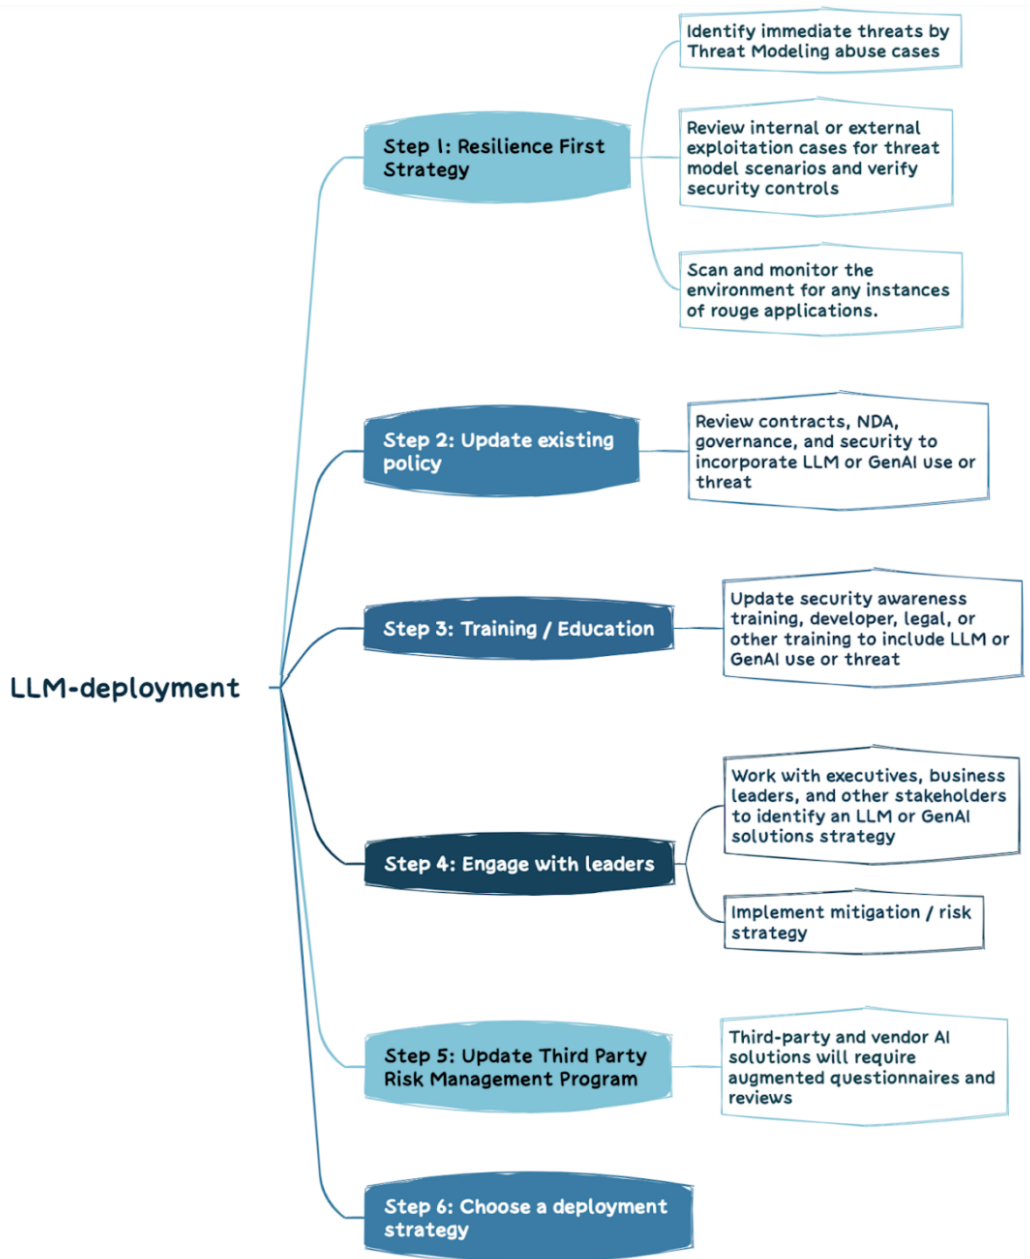 LLM-deployment
Step 1: Resilience First
Strategy
Identify immediate threats by
Threat Modeling abuse cases
Review internal or external
exploitation cases for threat
model scenarios and verify
security controls
Scan and monitor the
environment for any instances
of rouge applications.
Step 2: Update existing
policy
Review contracts, NDA,
governance, and security to
incorporate LLM or GenAI use or
threat
Step 3: Training / Education
Update security awareness
training, developer, legal, or
other training to include LLM or
GenAI use or threat
Step 4: Engage with leaders
Work with executives, business
leaders, and other stakeholders
to identify an LLM or GenAI
solutions strategy
Implement mitigation / risk
strategy
Step 5: Update Third Party
Risk Management Program
Third-party and vendor AI
solutions will require
augmented questionnaires and
reviews
Step 6: Choose a deployment
strategy